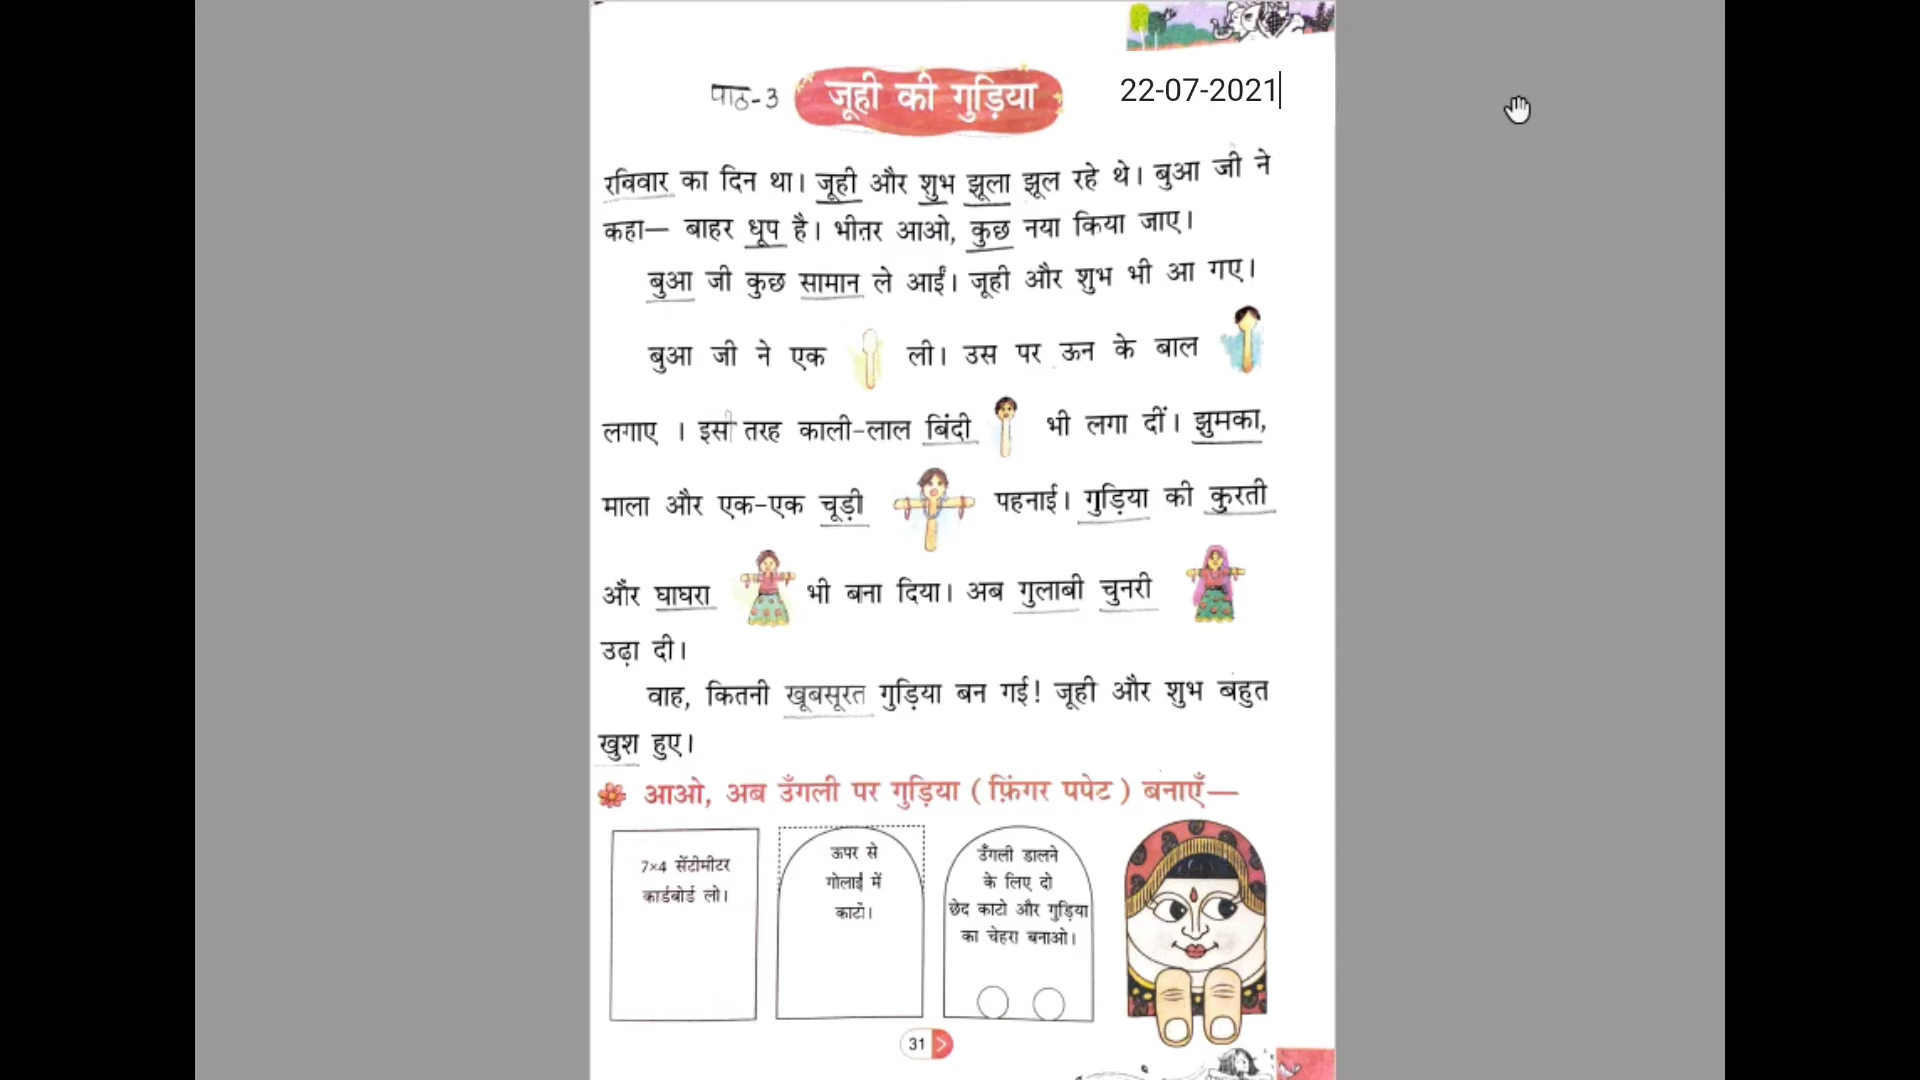 पाठ-3 जूही की गुड़िया 22-07-2021
रविवार का दिन था। जूही और शुभ झूला झूल रहे थे। बुआ जी ने
कहा— बाहर धूप है। भीतर आओ, कुछ नया किया जाए।
बुआ जी कुछ सामान ले आईं। जूही और शुभ भी आ गए।
बुआ जी ने एक ली। उस पर ऊन के बाल
लगाए । इसी तरह काली-लाल बिंदी भी लगा दीं। झुमका,
माला और एक-एक चूड़ी पहनाई। गुड़िया की कुरती
और घाघरा भी बना दिया। अब गुलाबी चुनरी
उढ़ा दी।
वाह, कितनी खूबसूरत गुड़िया बन गई! जूही और शुभ बहुत
खुश हुए।
आओ, अब उँगली पर गुड़िया (फ़िंगर पपेट) बनाएँ—
7×4 सेंटीमीटर
कार्डबोर्ड लो।
ऊपर से
गोलाई में
काटो।
उँगली डालने
के लिए दो
छेद काटो और गुड़िया
का चेहरा बनाओ।
31